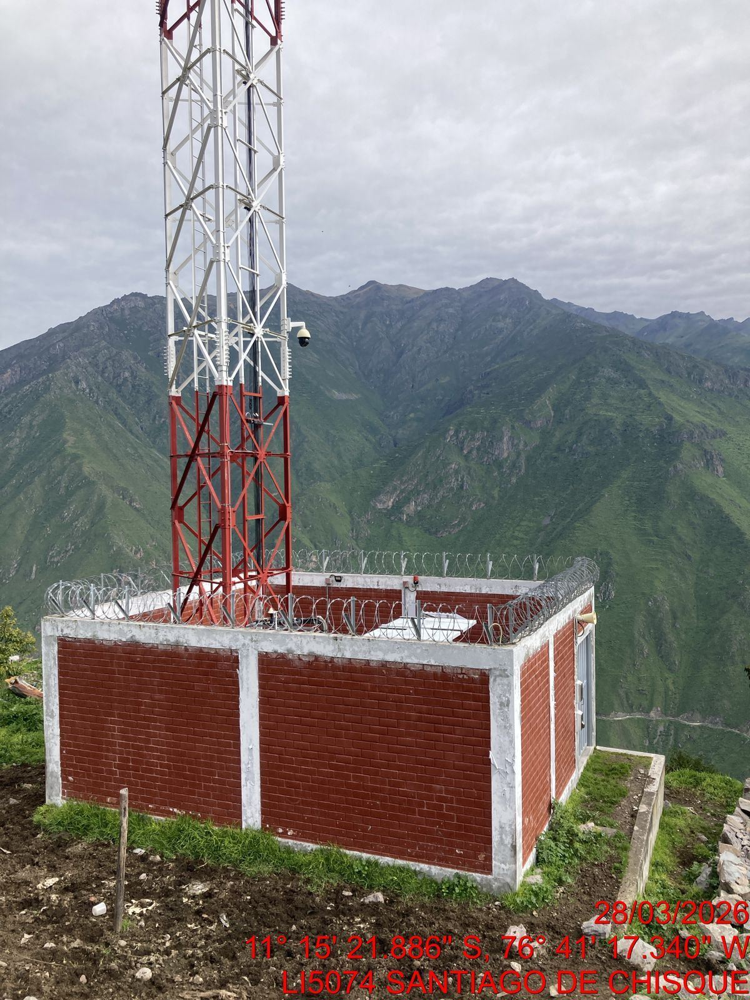 28/03/2026
11° 15' 21.886" S, 76° 41' 17.340" W
LI5074 SANTIAGO DE CHISQUE